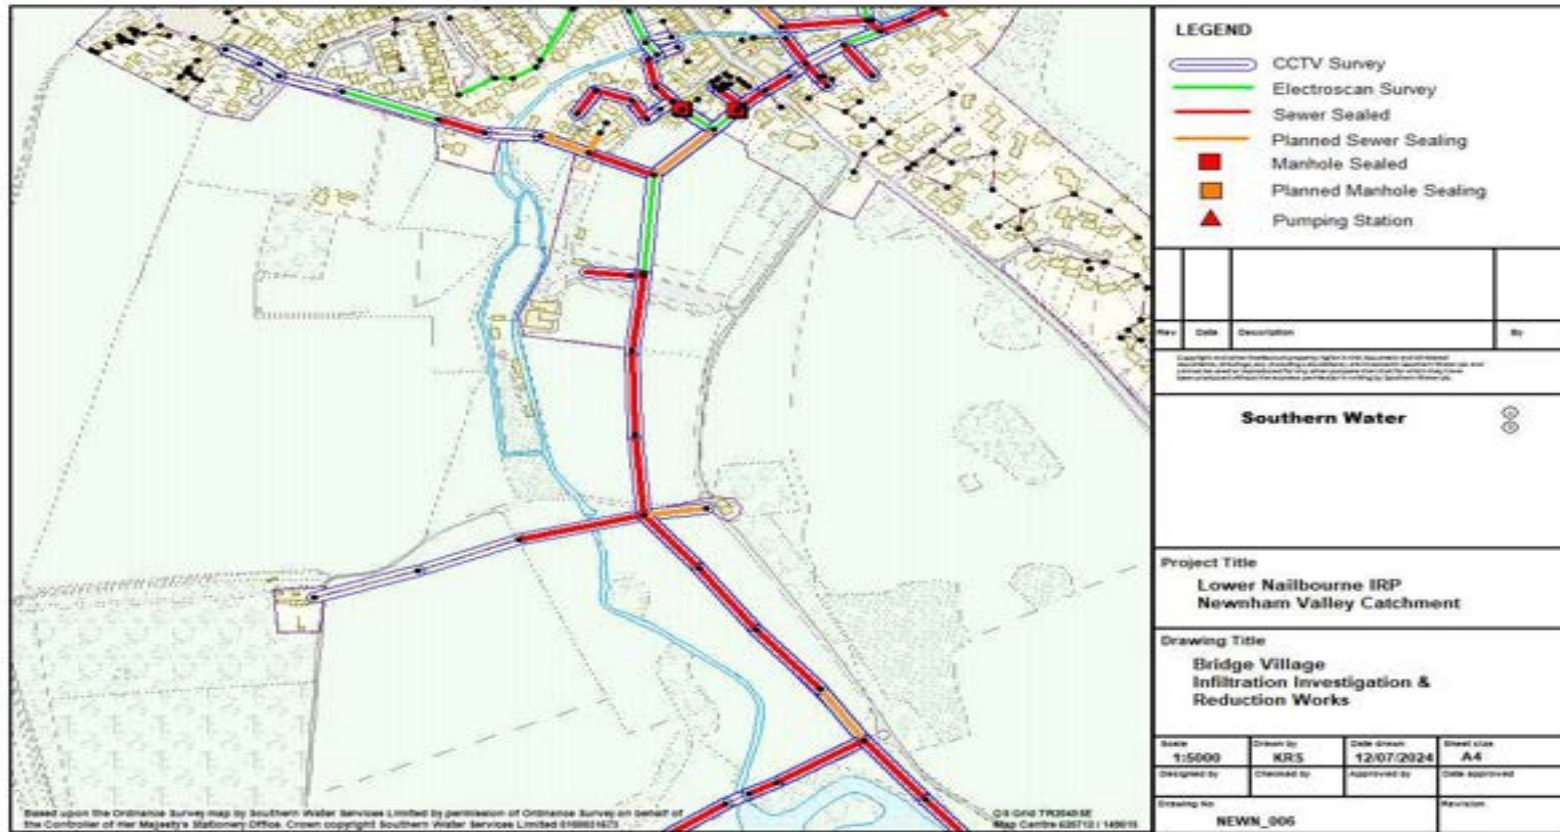 LEGEND
CCTV Survey
Electroscan Survey
Sewer Sealed
Planned Sewer Sealing
Manhole Sealed
Planned Manhole Sealing
Pumping Station
Rev Date Description By
Southern Water
Project Title
Lower Nailbourne IRP
Newnham Valley Catchment
Drawing Title
Bridge Village
Infiltration Investigation &
Reduction Works
Scale Drawn by Date drawn Sheet size
1:5000 KRS 12/07/2024 A4
Designed by Checked by Approved by Date approved
Drawing No Revision
NEWN_006
Based upon the Ordnance Survey map by Southern Water Services Limited by permission of Ordnance Survey on behalf of
the Controller of Her Majesty's Stationery Office. Crown copyright Southern Water Services Limited
OS Grid
Map Centre